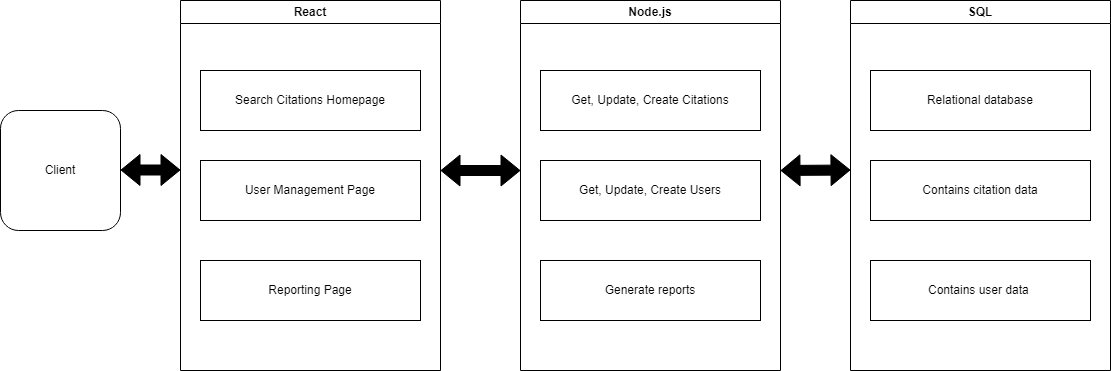 Client
React
Search Citations Homepage
User Management Page
Reporting Page
Node.js
Get, Update, Create Citations
Get, Update, Create Users
Generate reports
SQL
Relational database
Contains citation data
Contains user data